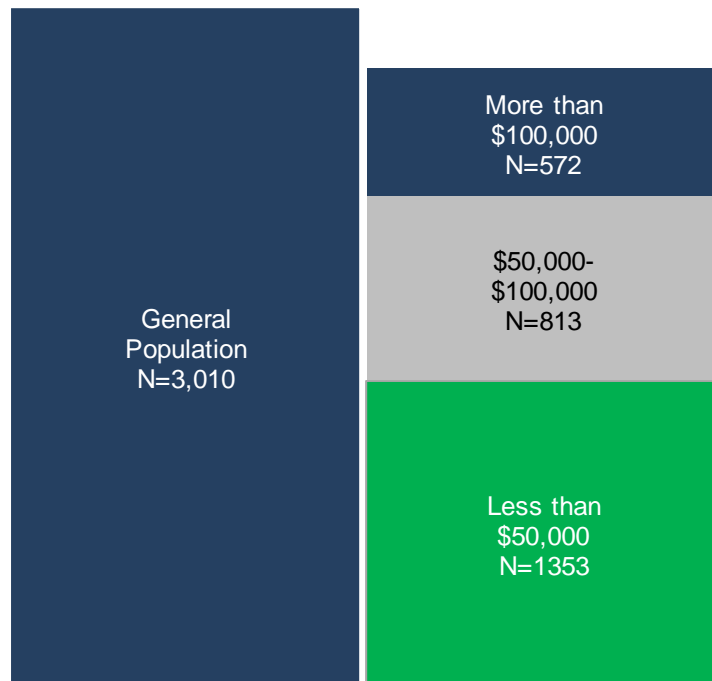 General
Population
N=3,010
More than
$100,000
N=572
$50,000-
$100,000
N=813
Less than
$50,000
N=1353